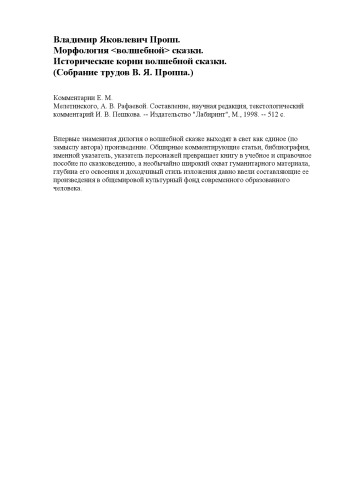 Владимир Яковлевич Пропп.
Морфология <волшебной> сказки.
Исторические корни волшебной сказки.
(Собрание трудов В. Я. Проппа.)
Комментарии Е. М.
Мелетинского, А. В. Рафаевой. Составление, научная редакция, текстологический
комментарий И. В. Пешкова. -- Издательство "Лабиринт", М., 1998. -- 512 с.
Впервые знаменитая дилогия о волшебной сказке выходят в свет как единое (по
замыслу автора) произведение. Обширные комментирующие статьи, библиография,
именной указатель, указатель персонажей превращает книгу в учебное и справочное
пособие по сказковедению, а необычайно широкий охват гуманитарного материала,
глубина его освоения и доходчивый стиль изложения давно ввели составляющие ее
произведения в общемировой культурный фонд современного образованного
человека.